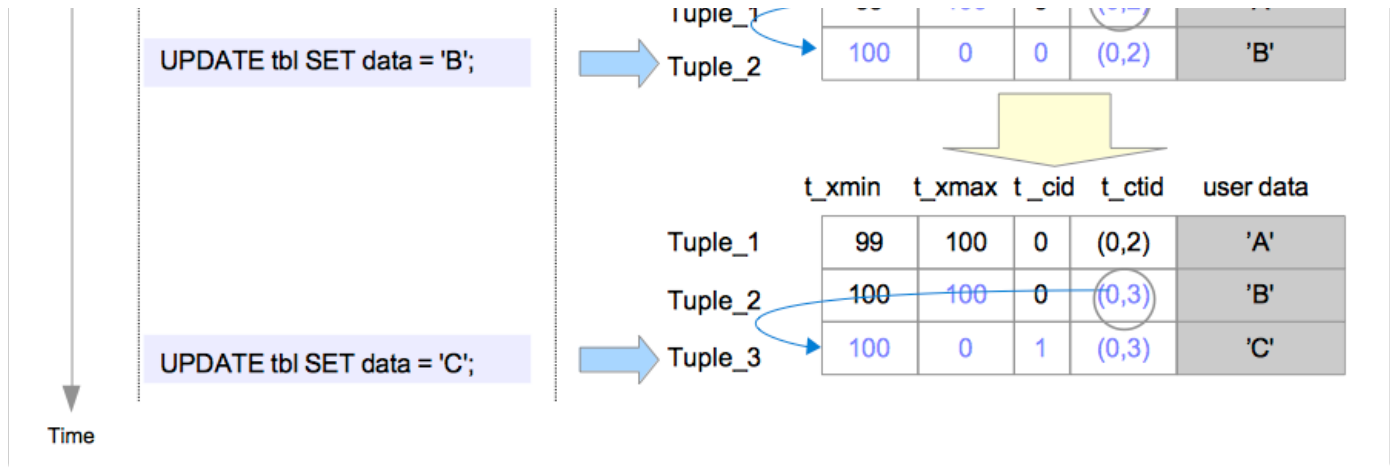 Tuple_1
UPDATE tbl SET data = 'B';
Tuple_2 100 0 0 (0,2) 'B'
t_xmin t_xmax t _cid t_ctid user data
Tuple_1 99 100 0 (0,2) 'A'
Tuple_2 100 100 0 (0,3) 'B'
UPDATE tbl SET data = 'C';
Tuple_3 100 0 1 (0,3) 'C'
Time